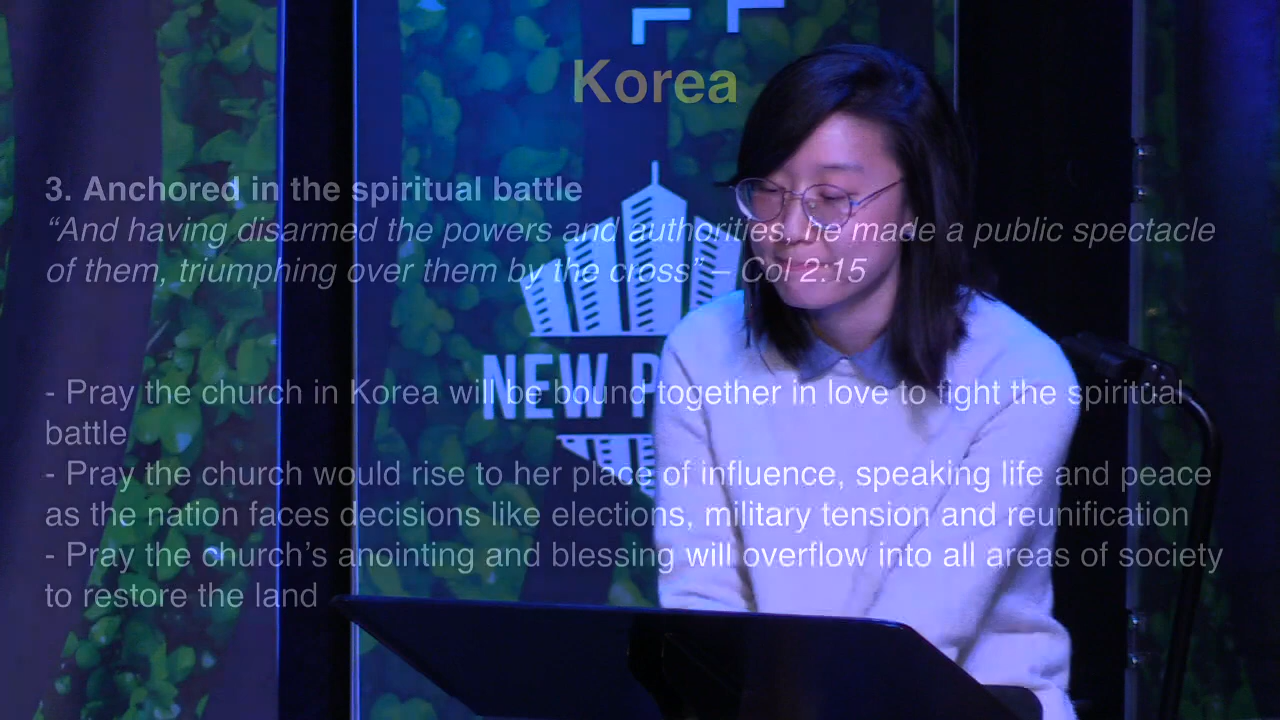 Korea
3. Anchored in the spiritual battle
“And having disarmed the powers and authorities, he made a public spectacle
of them, triumphing over them by the cross” – Col 2:15
NEW
- Pray the church in Korea will be bound together in love to fight the spiritual
battle
- Pray the church would rise to her place of influence, speaking life and peace
as the nation faces decisions like elections, military tension and reunification
- Pray the church’s anointing and blessing will overflow into all areas of society
to restore the land